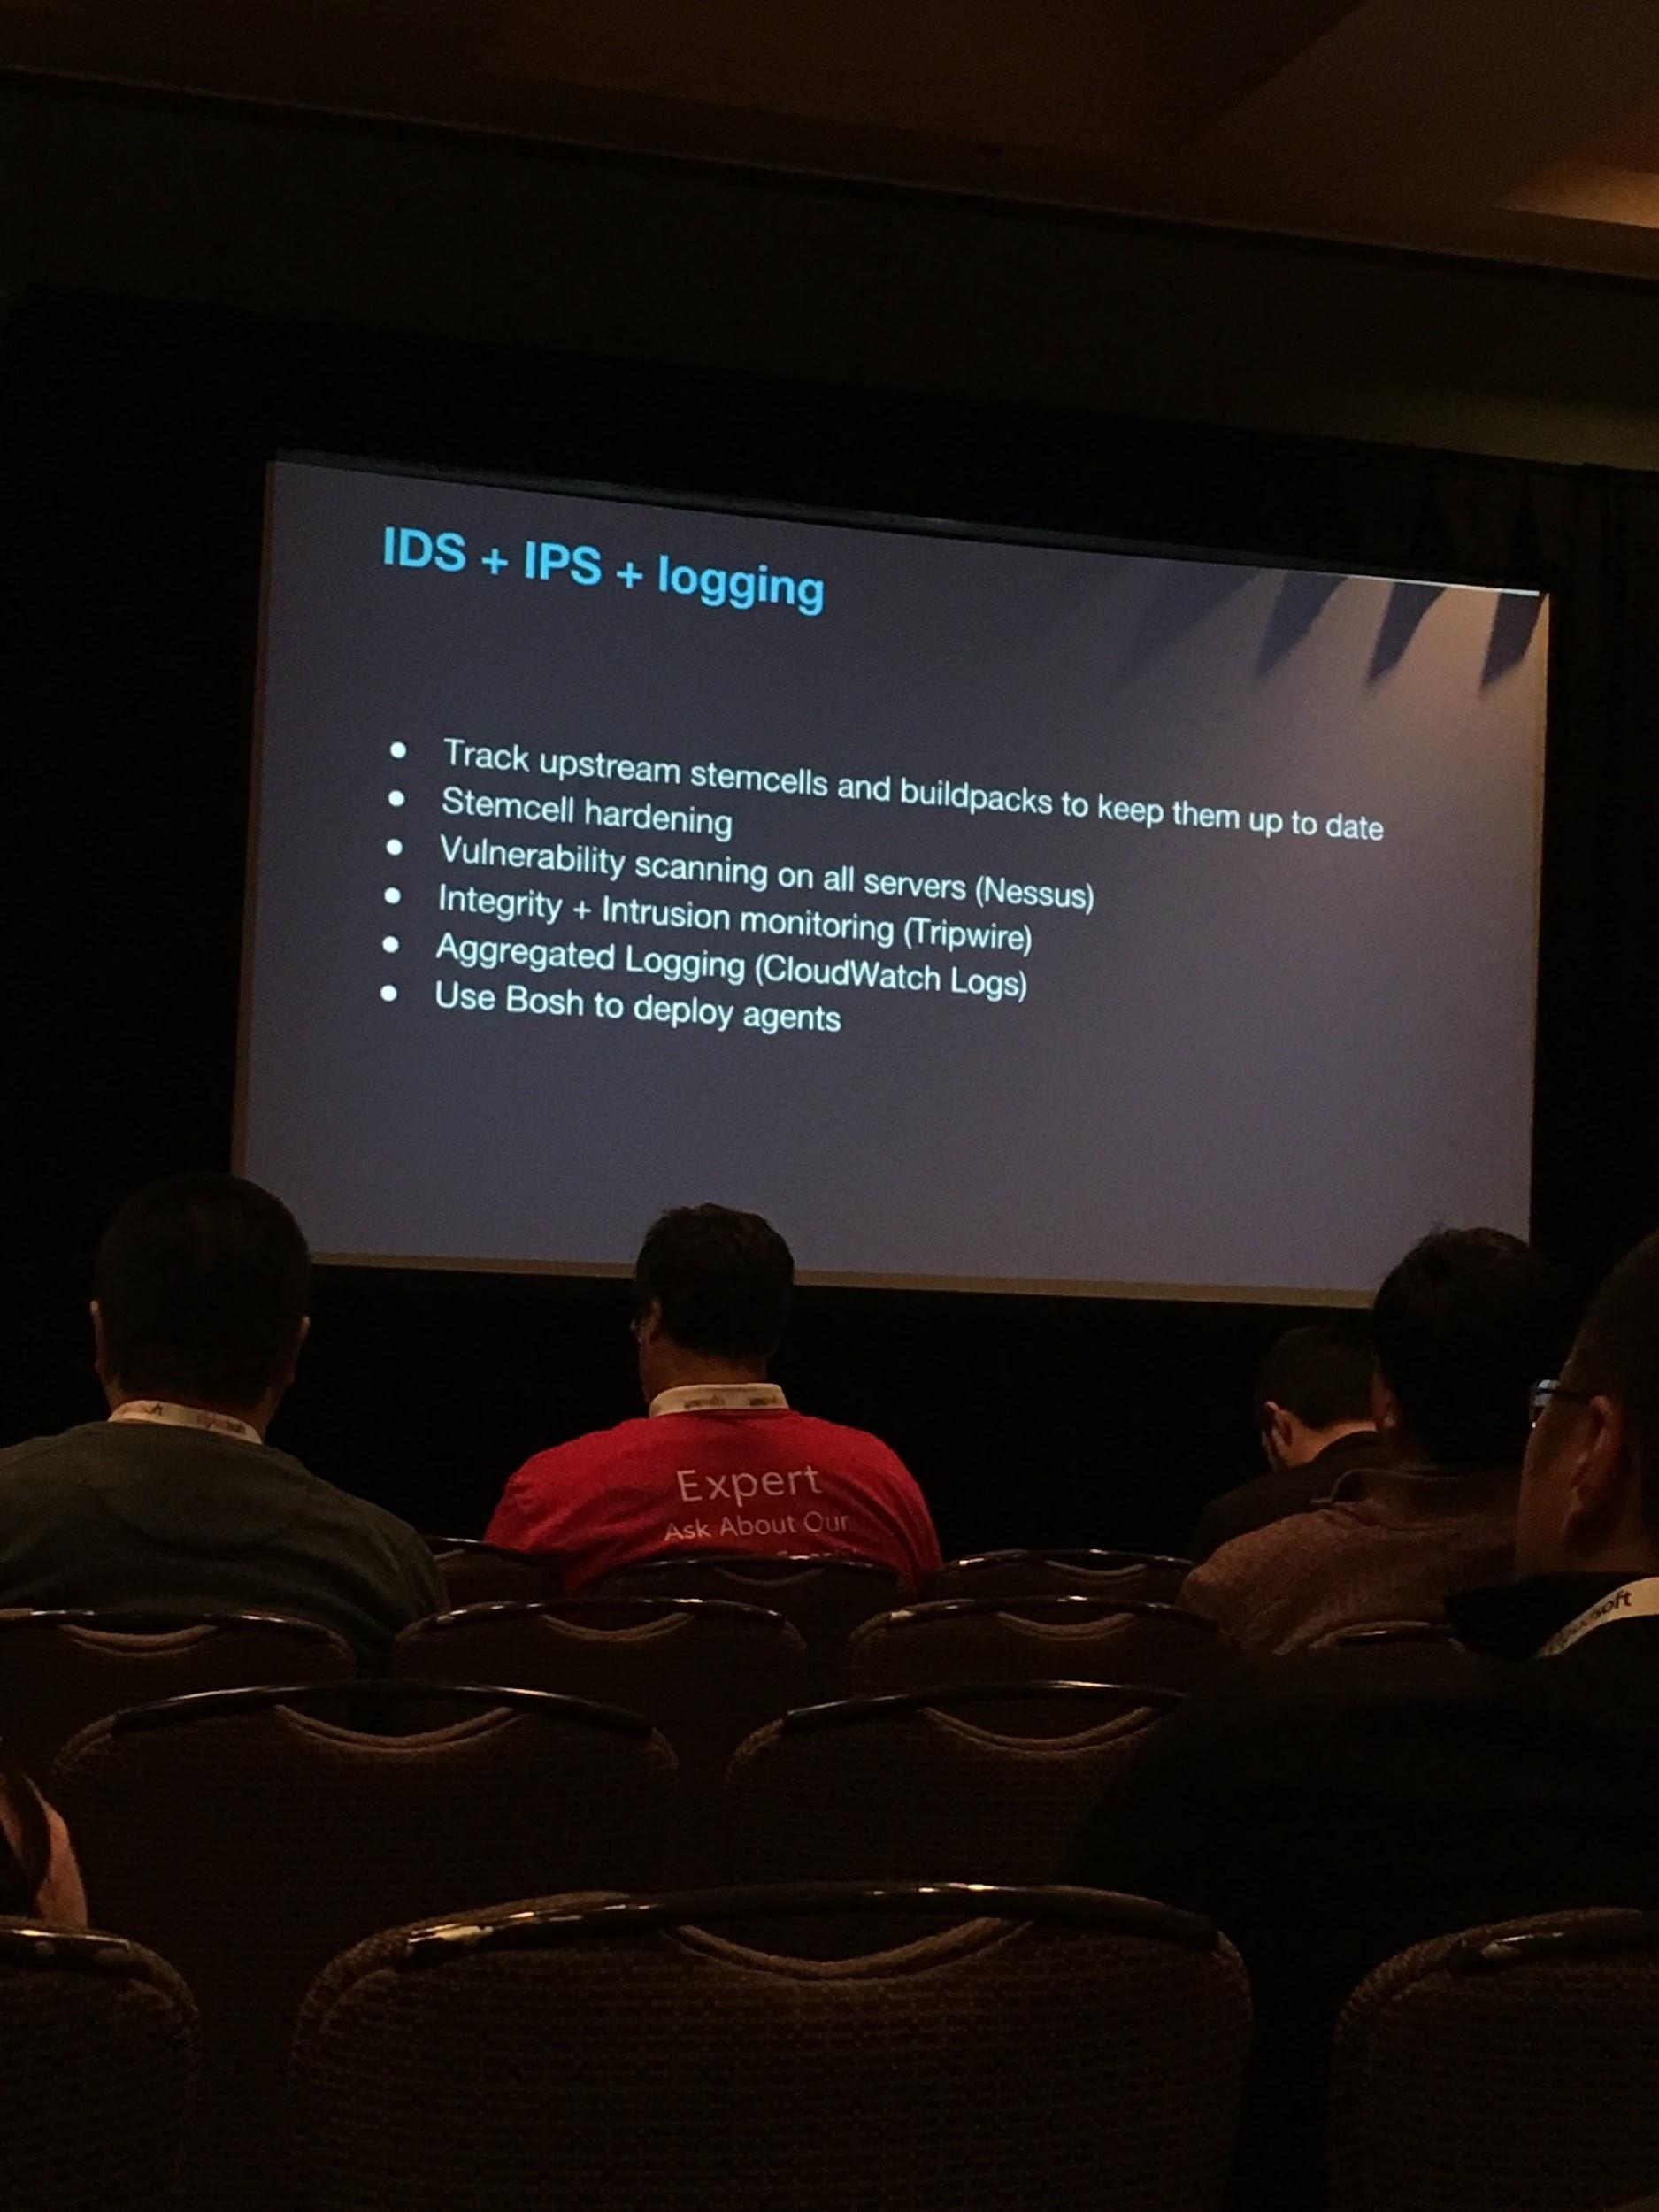 IDS + IPS + logging
● Track upstream stemcells and buildpacks to keep them up to date
● Stemcell hardening
● Vulnerability scanning on all servers (Nessus)
● Integrity + Intrusion monitoring (Tripwire)
● Aggregated Logging (CloudWatch Logs)
● Use Bosh to deploy agents
Expert
Ask About Our